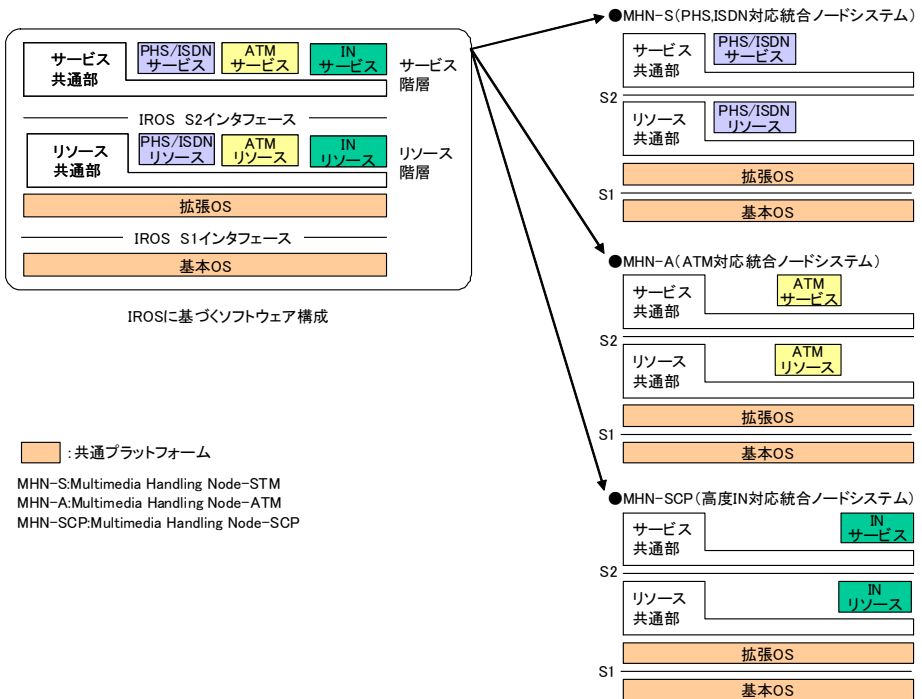 サービス
共通部
PHS/ISDN
サービス
ATM
サービス
IN
サービス
サービス
階層
IROS S2インタフェース
リソース
共通部
PHS/ISDN
リソース
ATM
リソース
IN
リソース
リソース
階層
拡張OS
IROS S1インタフェース
基本OS
IROSに基づくソフトウェア構成
:共通プラットフォーム
MHN-S:Multimedia Handling Node-STM
MHN-A:Multimedia Handling Node-ATM
MHN-SCP:Multimedia Handling Node-SCP
●MHN-S(PHS,ISDN対応統合ノードシステム)
サービス
共通部
PHS/ISDN
サービス
S2
リソース
共通部
PHS/ISDN
リソース
拡張OS
S1
基本OS
●MHN-A(ATM対応統合ノードシステム)
サービス
共通部
ATM
サービス
S2
リソース
共通部
ATM
リソース
拡張OS
S1
基本OS
●MHN-SCP(高度IN対応統合ノードシステム)
サービス
共通部
IN
サービス
S2
リソース
共通部
IN
リソース
拡張OS
S1
基本OS